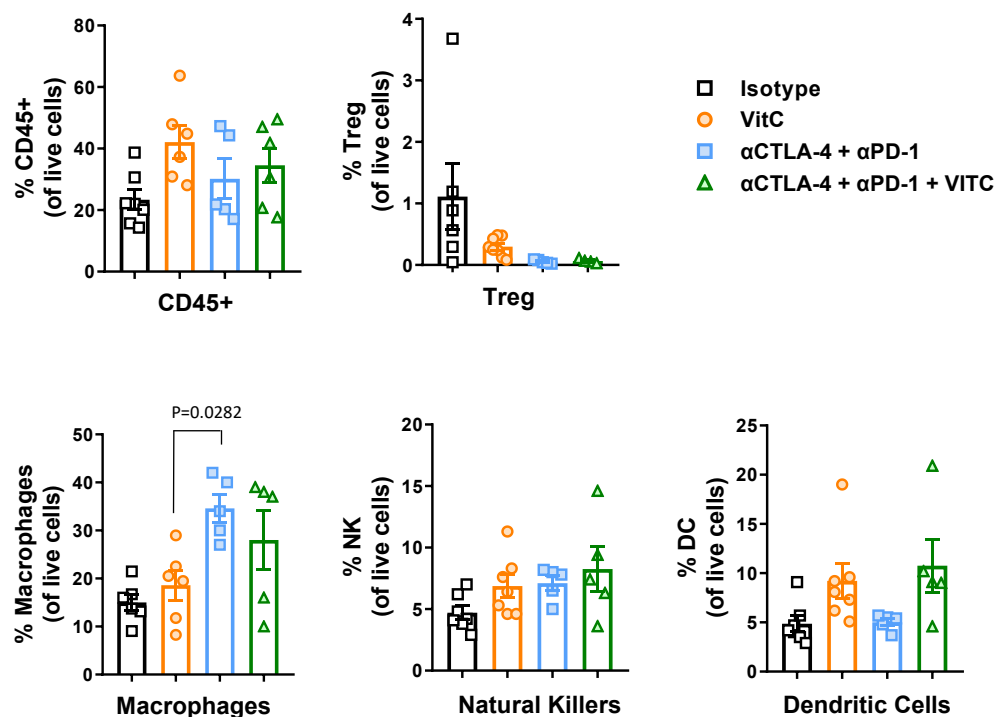 % CD45+
(of live cells)
80
60
40
20
0
CD45+
% Treg
(of live cells)
4
3
2
1
0
Treg
Isotype
VitC
αCTLA-4 + αPD-1
αCTLA-4 + αPD-1 + VITC
% Macrophages
(of live cells)
50
40
30
20
10
0
P=0.0282
Macrophages
% NK
(of live cells)
20
15
10
5
0
Natural Killers
% DC
(of live cells)
25
20
15
10
5
0
Dendritic Cells